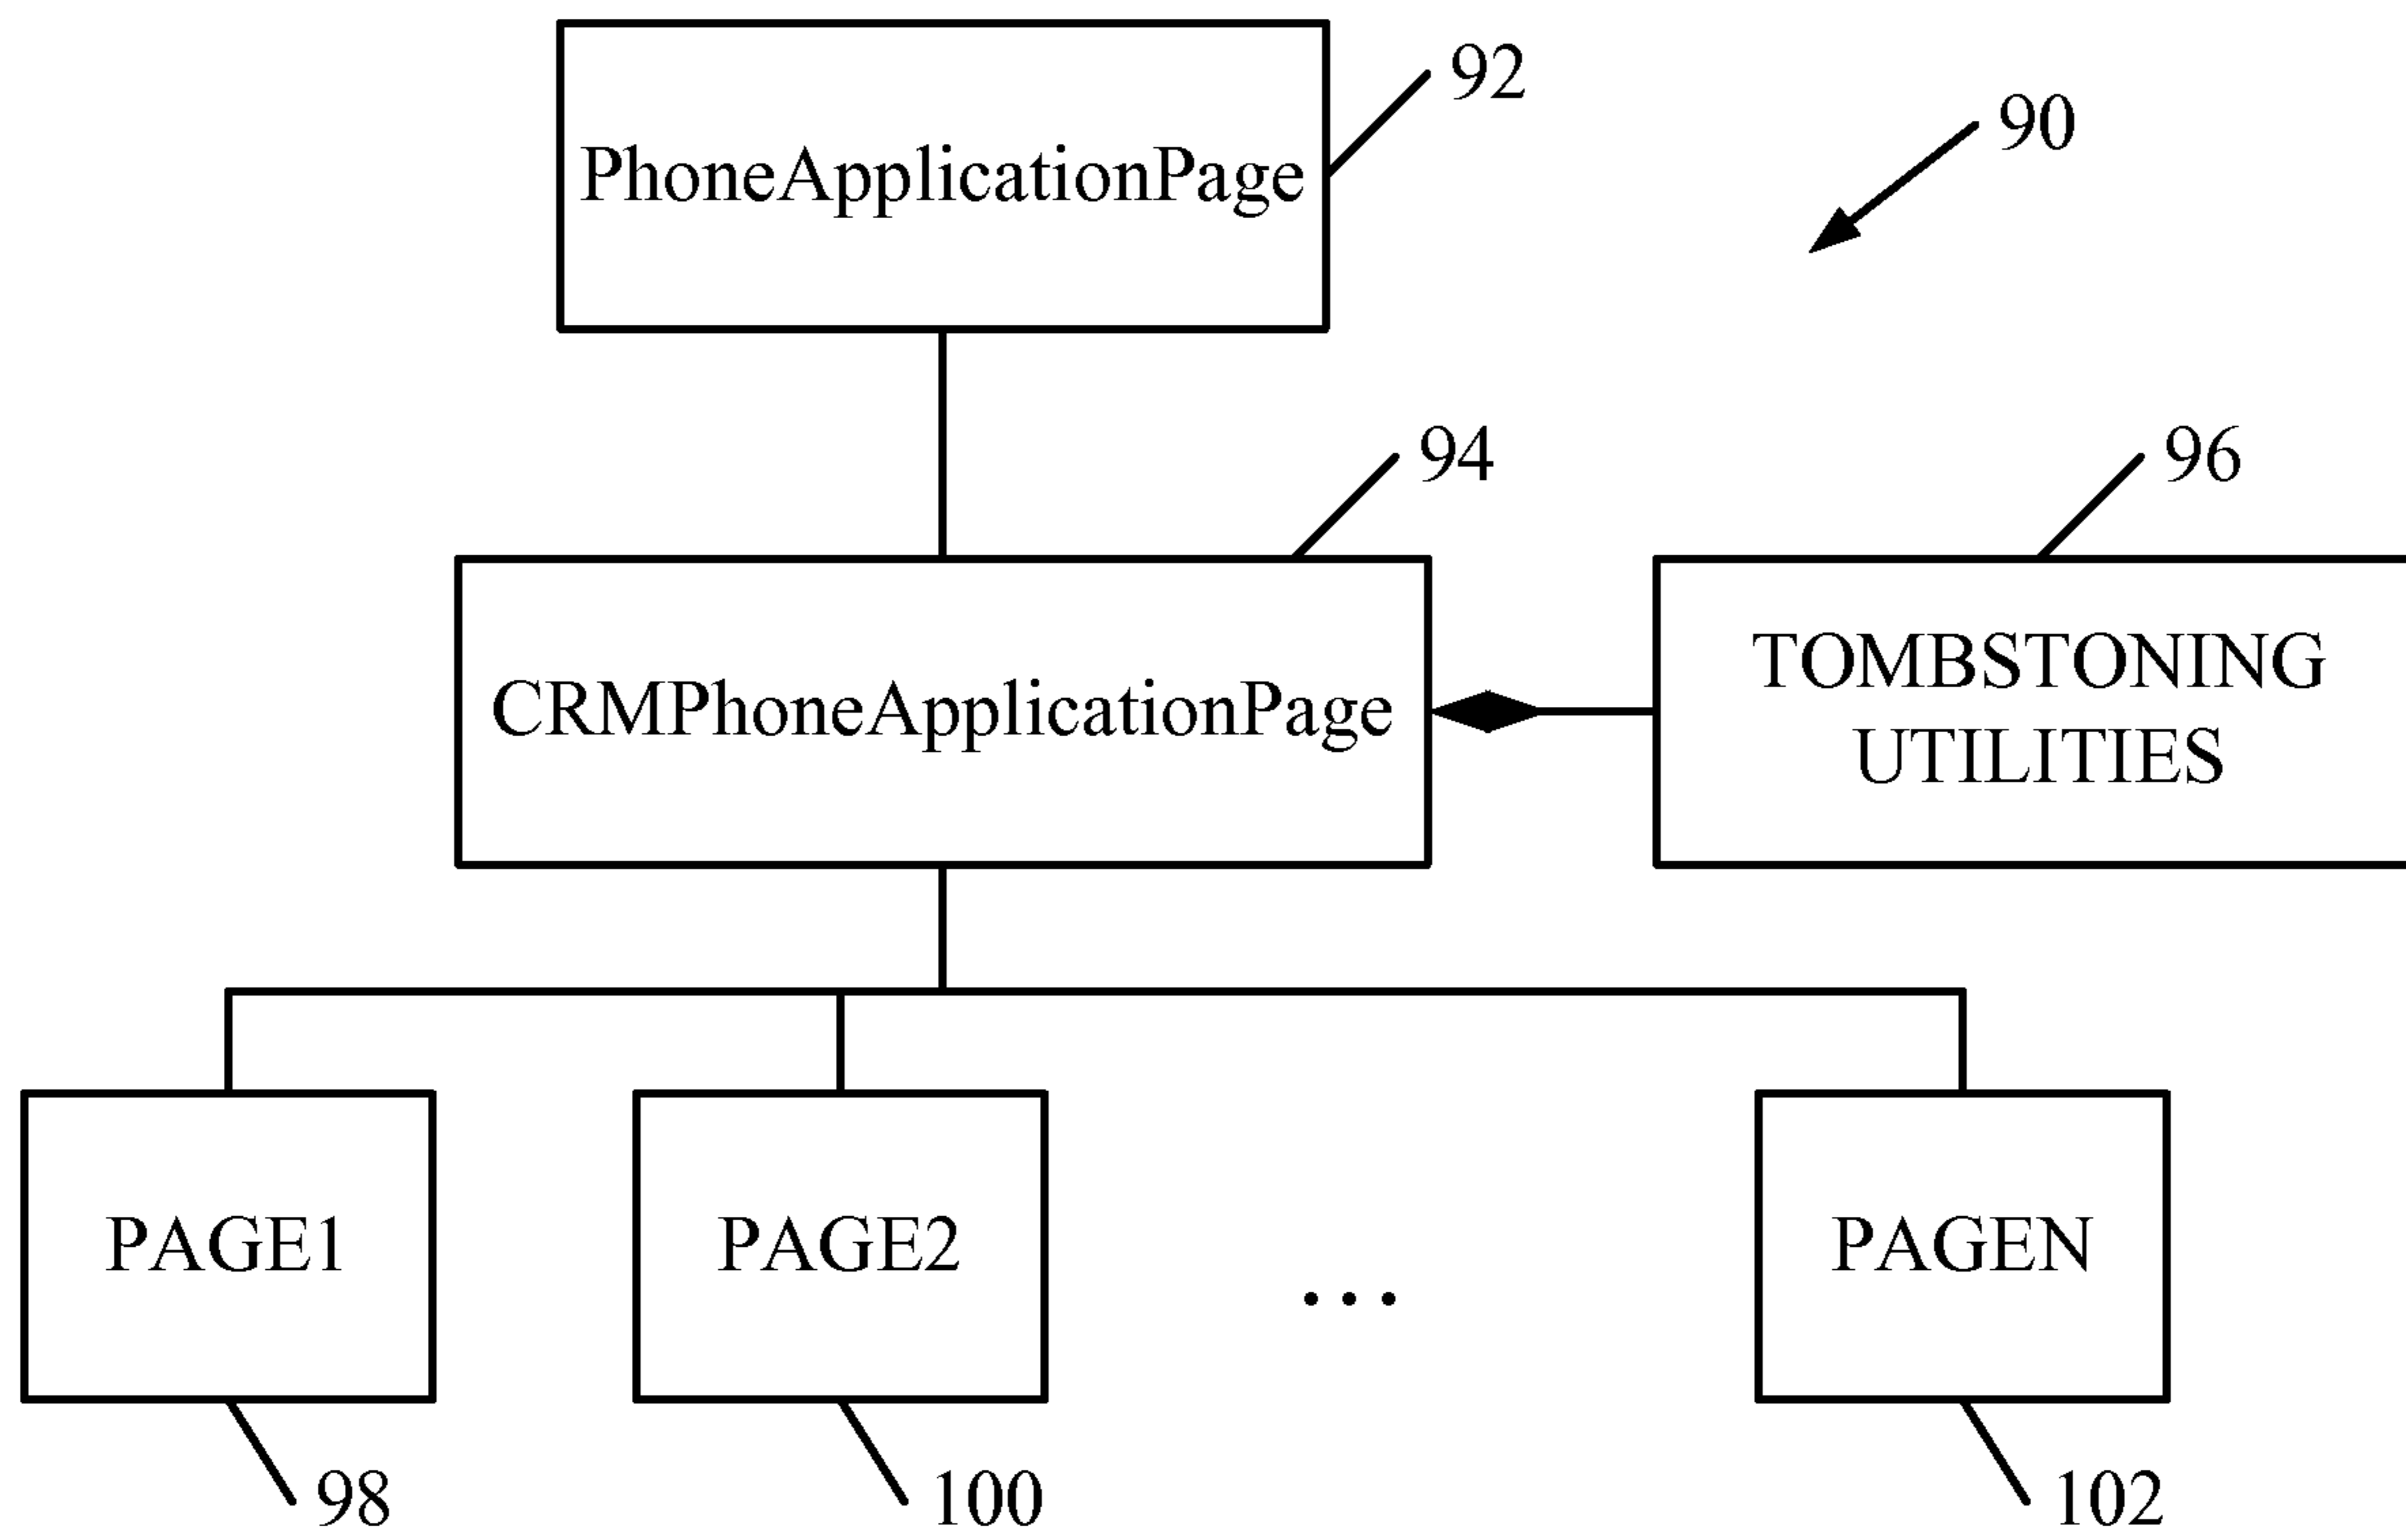 92
PhoneApplicationPage
90
94
96
CRMPhoneApplicationPage
TOMBSTONING
UTILITIES
PAGE1
PAGE2
...
PAGEN
98
100
102